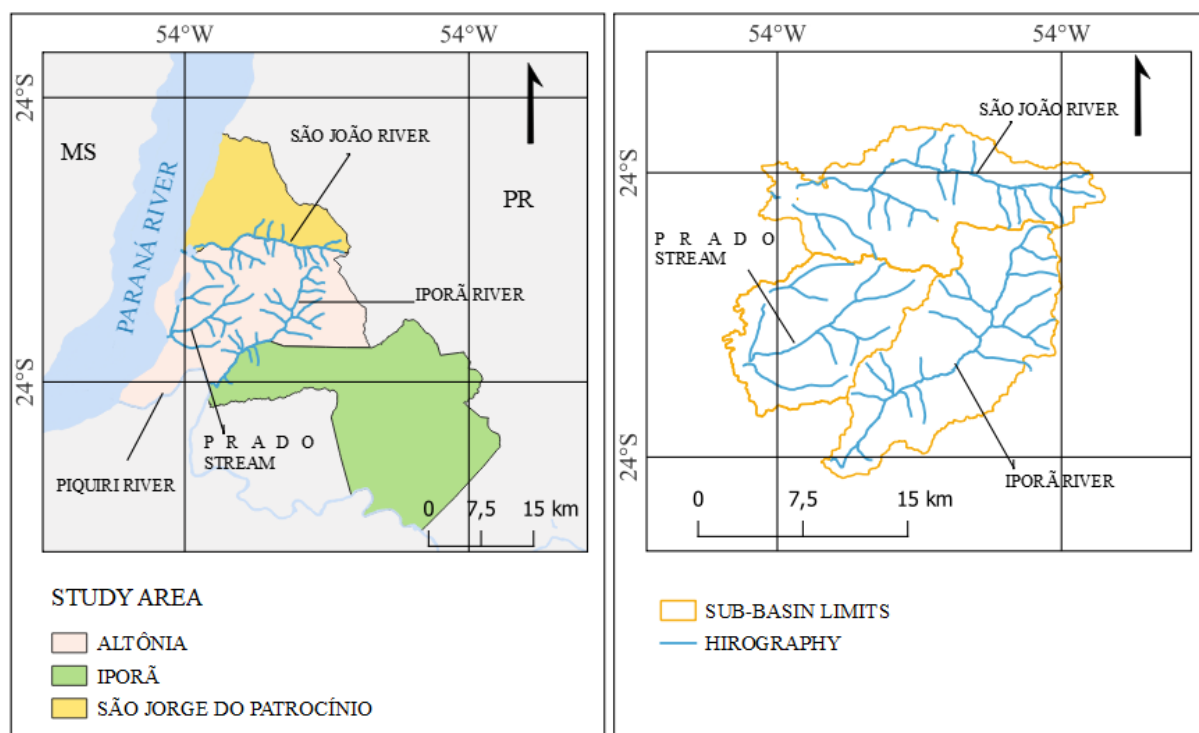 54°W
54°W
24°S
MS
SÃO JOÃO RIVER
PR
PARANÁ RIVER
IPORÃ RIVER
24°S
P R A D O
STREAM
PIQUIRI RIVER
0
7,5
15 km
STUDY AREA
ALTÔNIA
IPORÃ
SÃO JORGE DO PATROCÍNIO
54°W
54°W
SÃO JOÃO RIVER
24°S
P R A D O
STREAM
24°S
IPORÃ RIVER
0
7,5
15 km
SUB-BASIN LIMITS
HIROGRAPHY